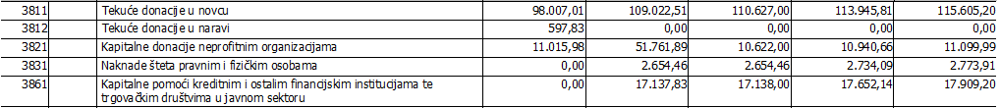 3811 Tekuće donacije u novcu 98.007,01 109.022,51 110.627,00 113.945,81 115.605,20
3812 Tekuće donacije u naravi 597,83 0,00 0,00 0,00 0,00
3821 Kapitalne donacije neprofitnim organizacijama 11.015,98 51.761,89 10.622,00 10.940,66 11.099,99
3831 Naknade šteta pravnim i fizičkim osobama 0,00 2.654,46 2.654,46 2.734,09 2.773,91
3861 Kapitalne pomoći kreditnim i ostalim financijskim institucijama te 0,00 17.137,83 17.138,00 17.652,14 17.909,20
trgovačkim društvima u javnom sektoru